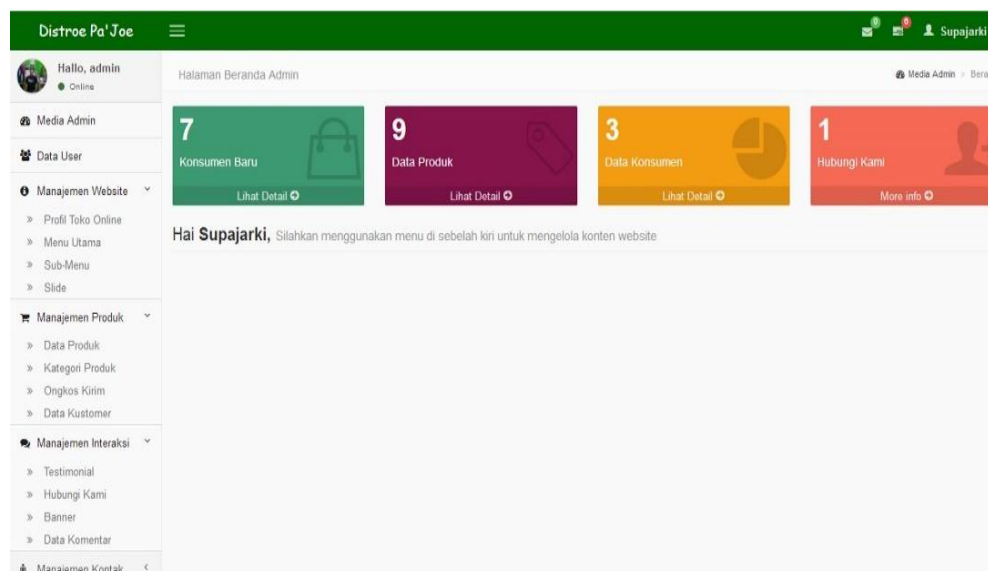 Distroe Pa'Joe
0
0
Supajarki
Hallo, admin
Online
Halaman Beranda Admin
Media Admin > Bera
Media Admin
Data User
Manajemen Website
» Profil Toko Online
» Menu Utama
» Sub-Menu
» Slide
Manajemen Produk
» Data Produk
» Kategori Produk
» Ongkos Kirim
» Data Kustomer
Manajemen Interaksi
» Testimonial
» Hubungi Kami
» Banner
» Data Komentar
Manajemen Kontak
7
Konsumen Baru
Lihat Detail
9
Data Produk
Lihat Detail
3
Data Konsumen
Lihat Detail
1
Hubungi Kami
More info
Hai Supajarki, Silahkan menggunakan menu di sebelah kiri untuk mengelola konten website